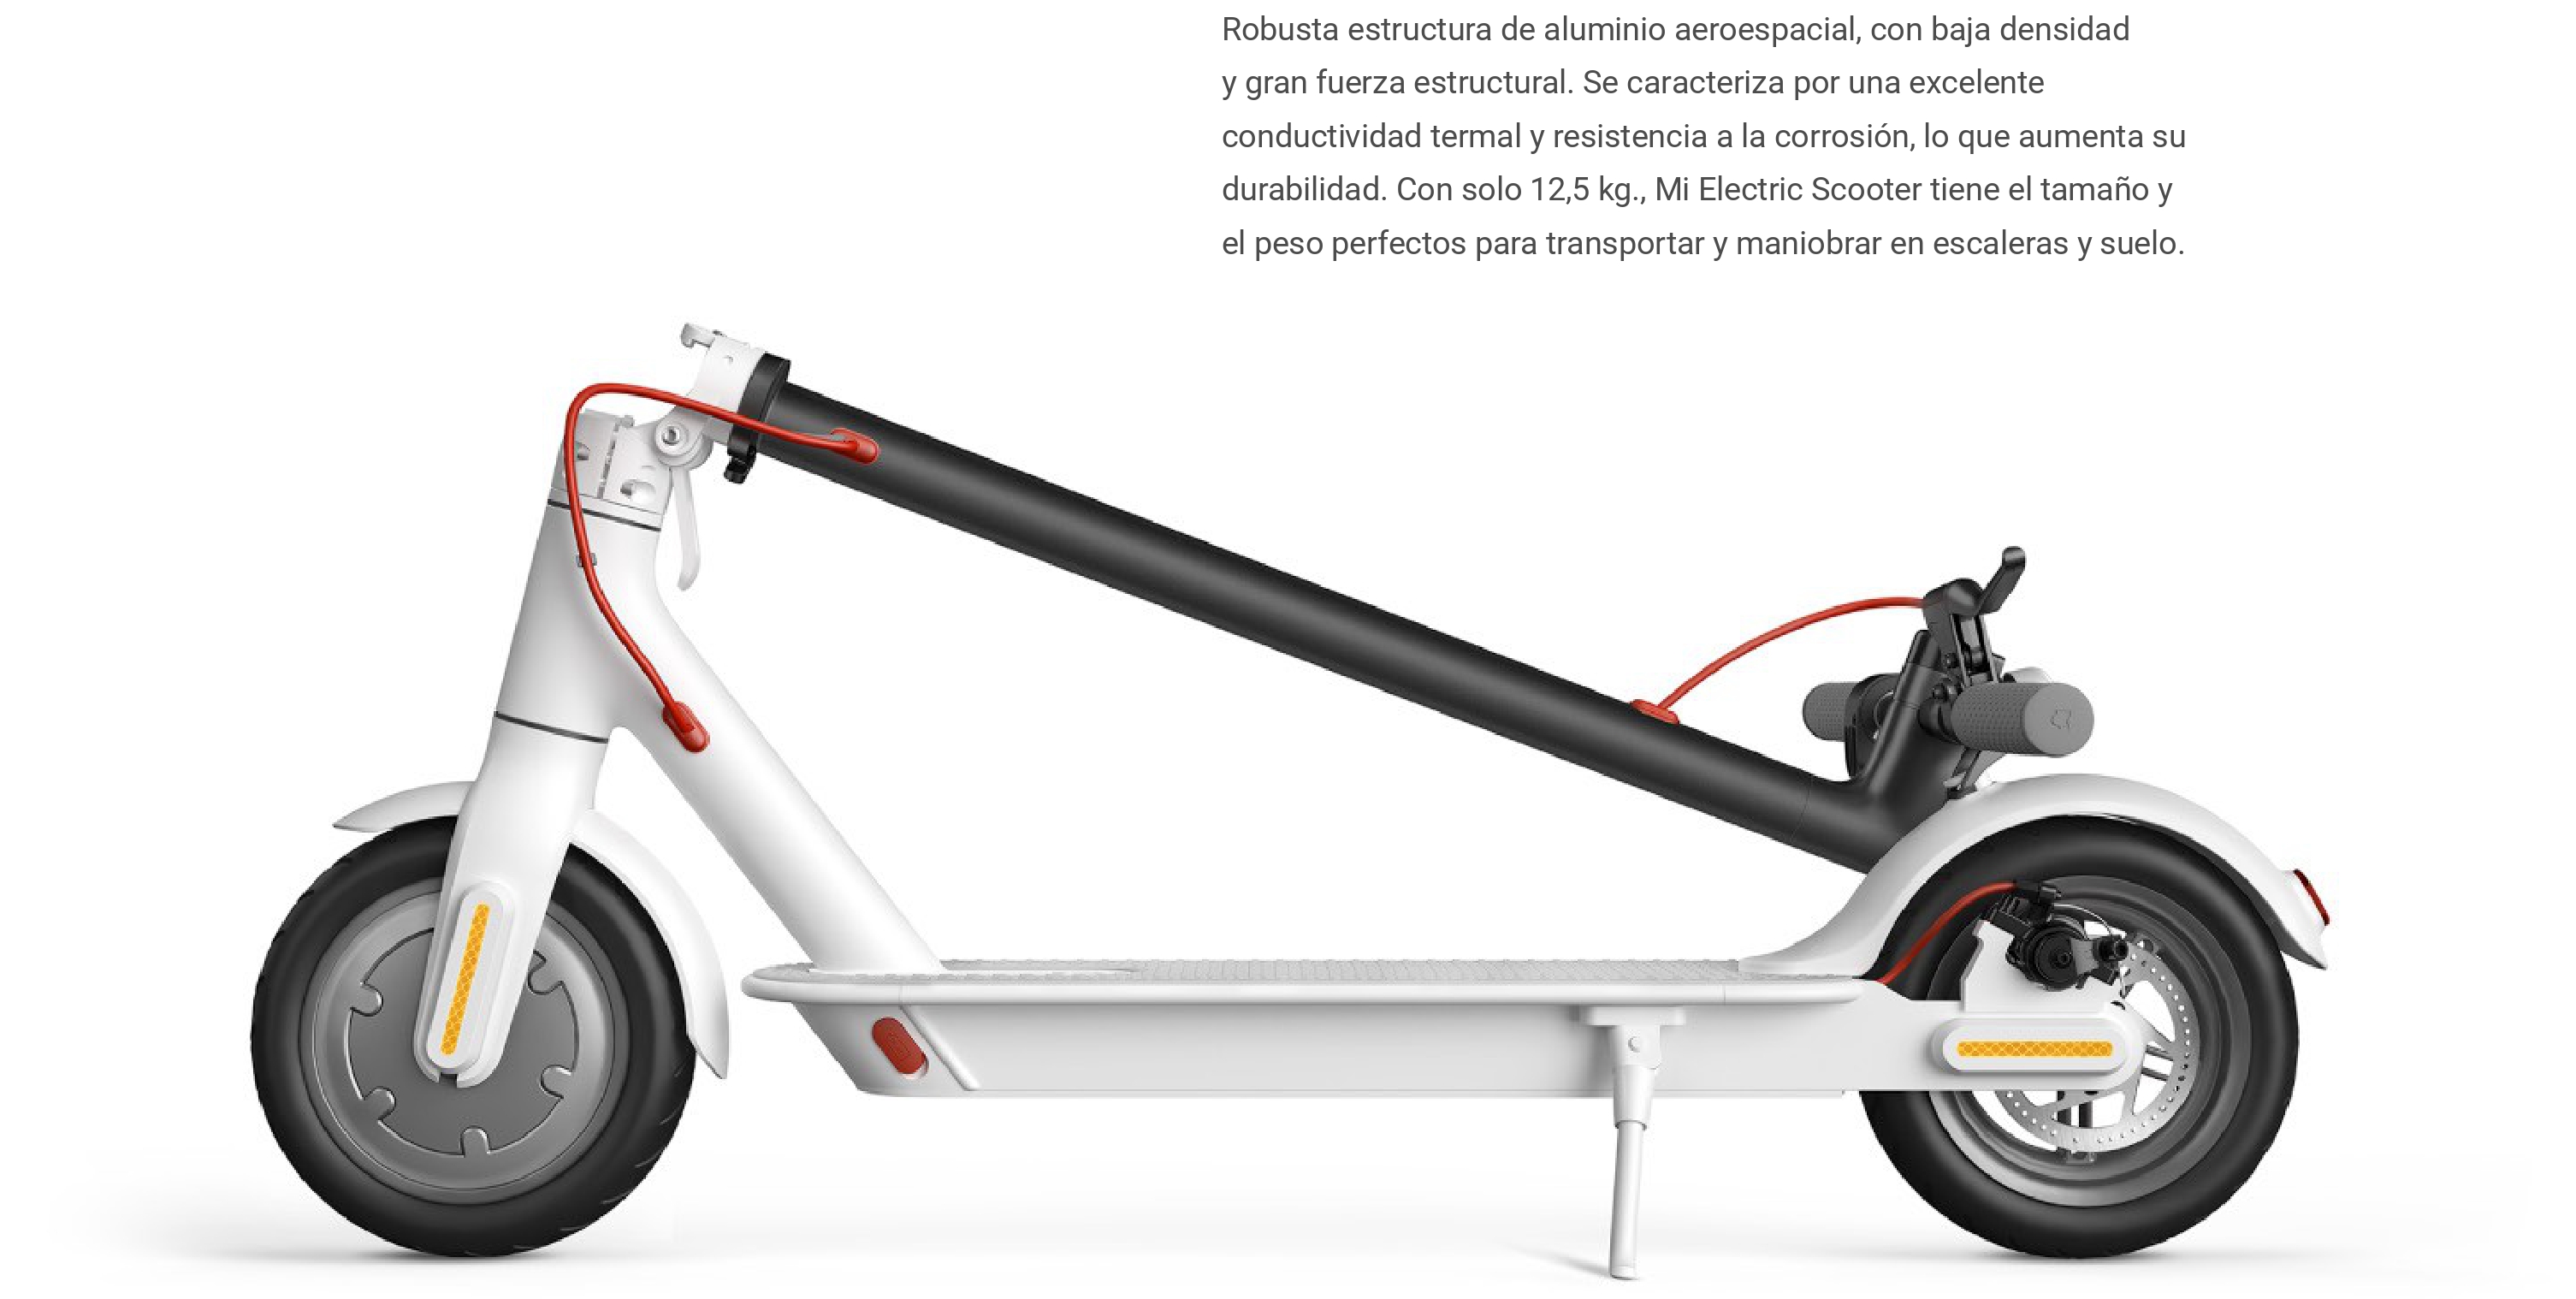 Robusta estructura de aluminio aeroespacial, con baja densidad
y gran fuerza estructural. Se caracteriza por una excelente
conductividad termal y resistencia a la corrosión, lo que aumenta su
durabilidad. Con solo 12,5 kg., Mi Electric Scooter tiene el tamaño y
el peso perfectos para transportar y maniobrar en escaleras y suelo.